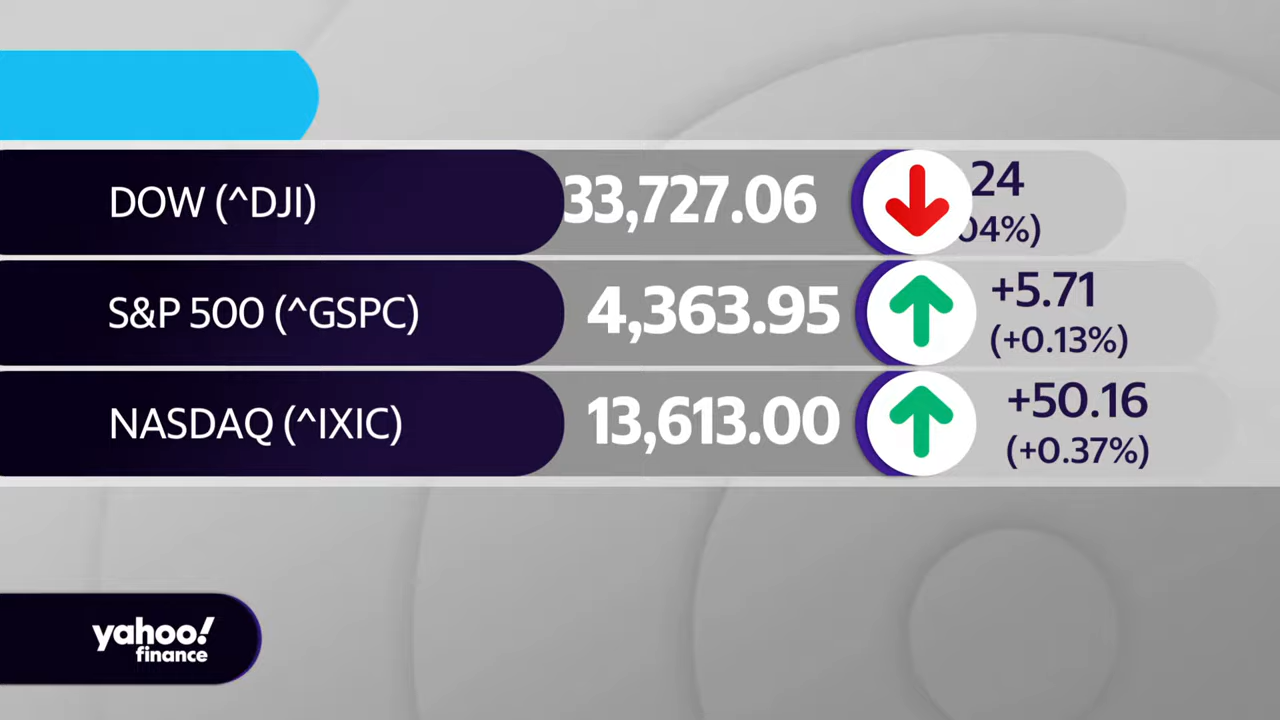 DOW (^DJI) 33,727.06 24
04%)
S&P 500 (^GSPC) 4,363.95 +5.71
(+0.13%)
NASDAQ (^IXIC) 13,613.00 +50.16
(+0.37%)
yahoo!
finance